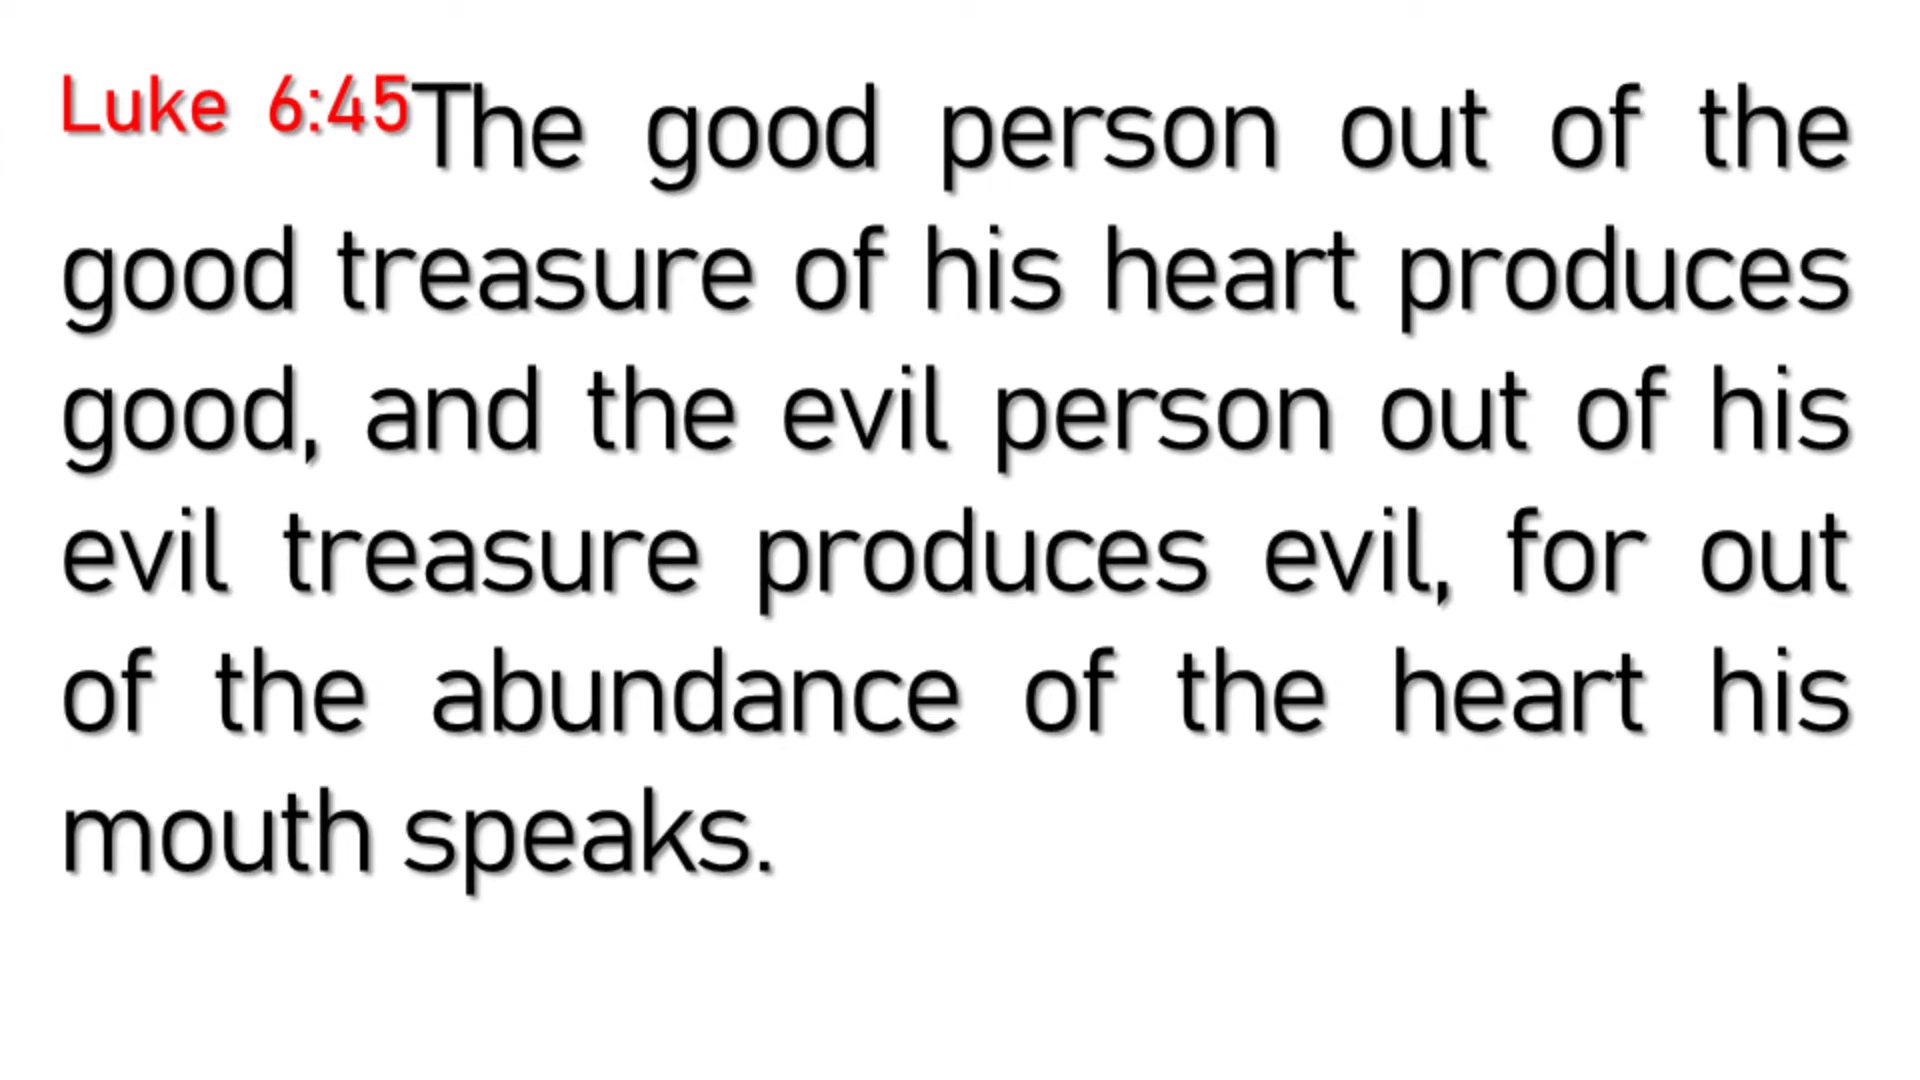 Luke 6:45The good person out of the
good treasure of his heart produces
good, and the evil person out of his
evil treasure produces evil, for out
of the abundance of the heart his
mouth speaks.